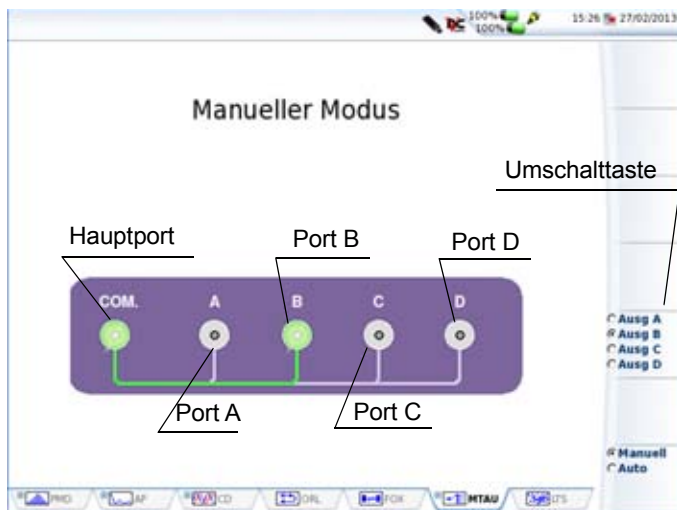 100%
100%
15:26 27/02/2013
Manueller Modus
Umschalttaste
Hauptport
Port B
Port D
COM. A B C D
Ausg A
Ausg B
Ausg C
Ausg D
Port A
Port C
Manuell
Auto
PMD AP CD ORL FOX MTAU LTS